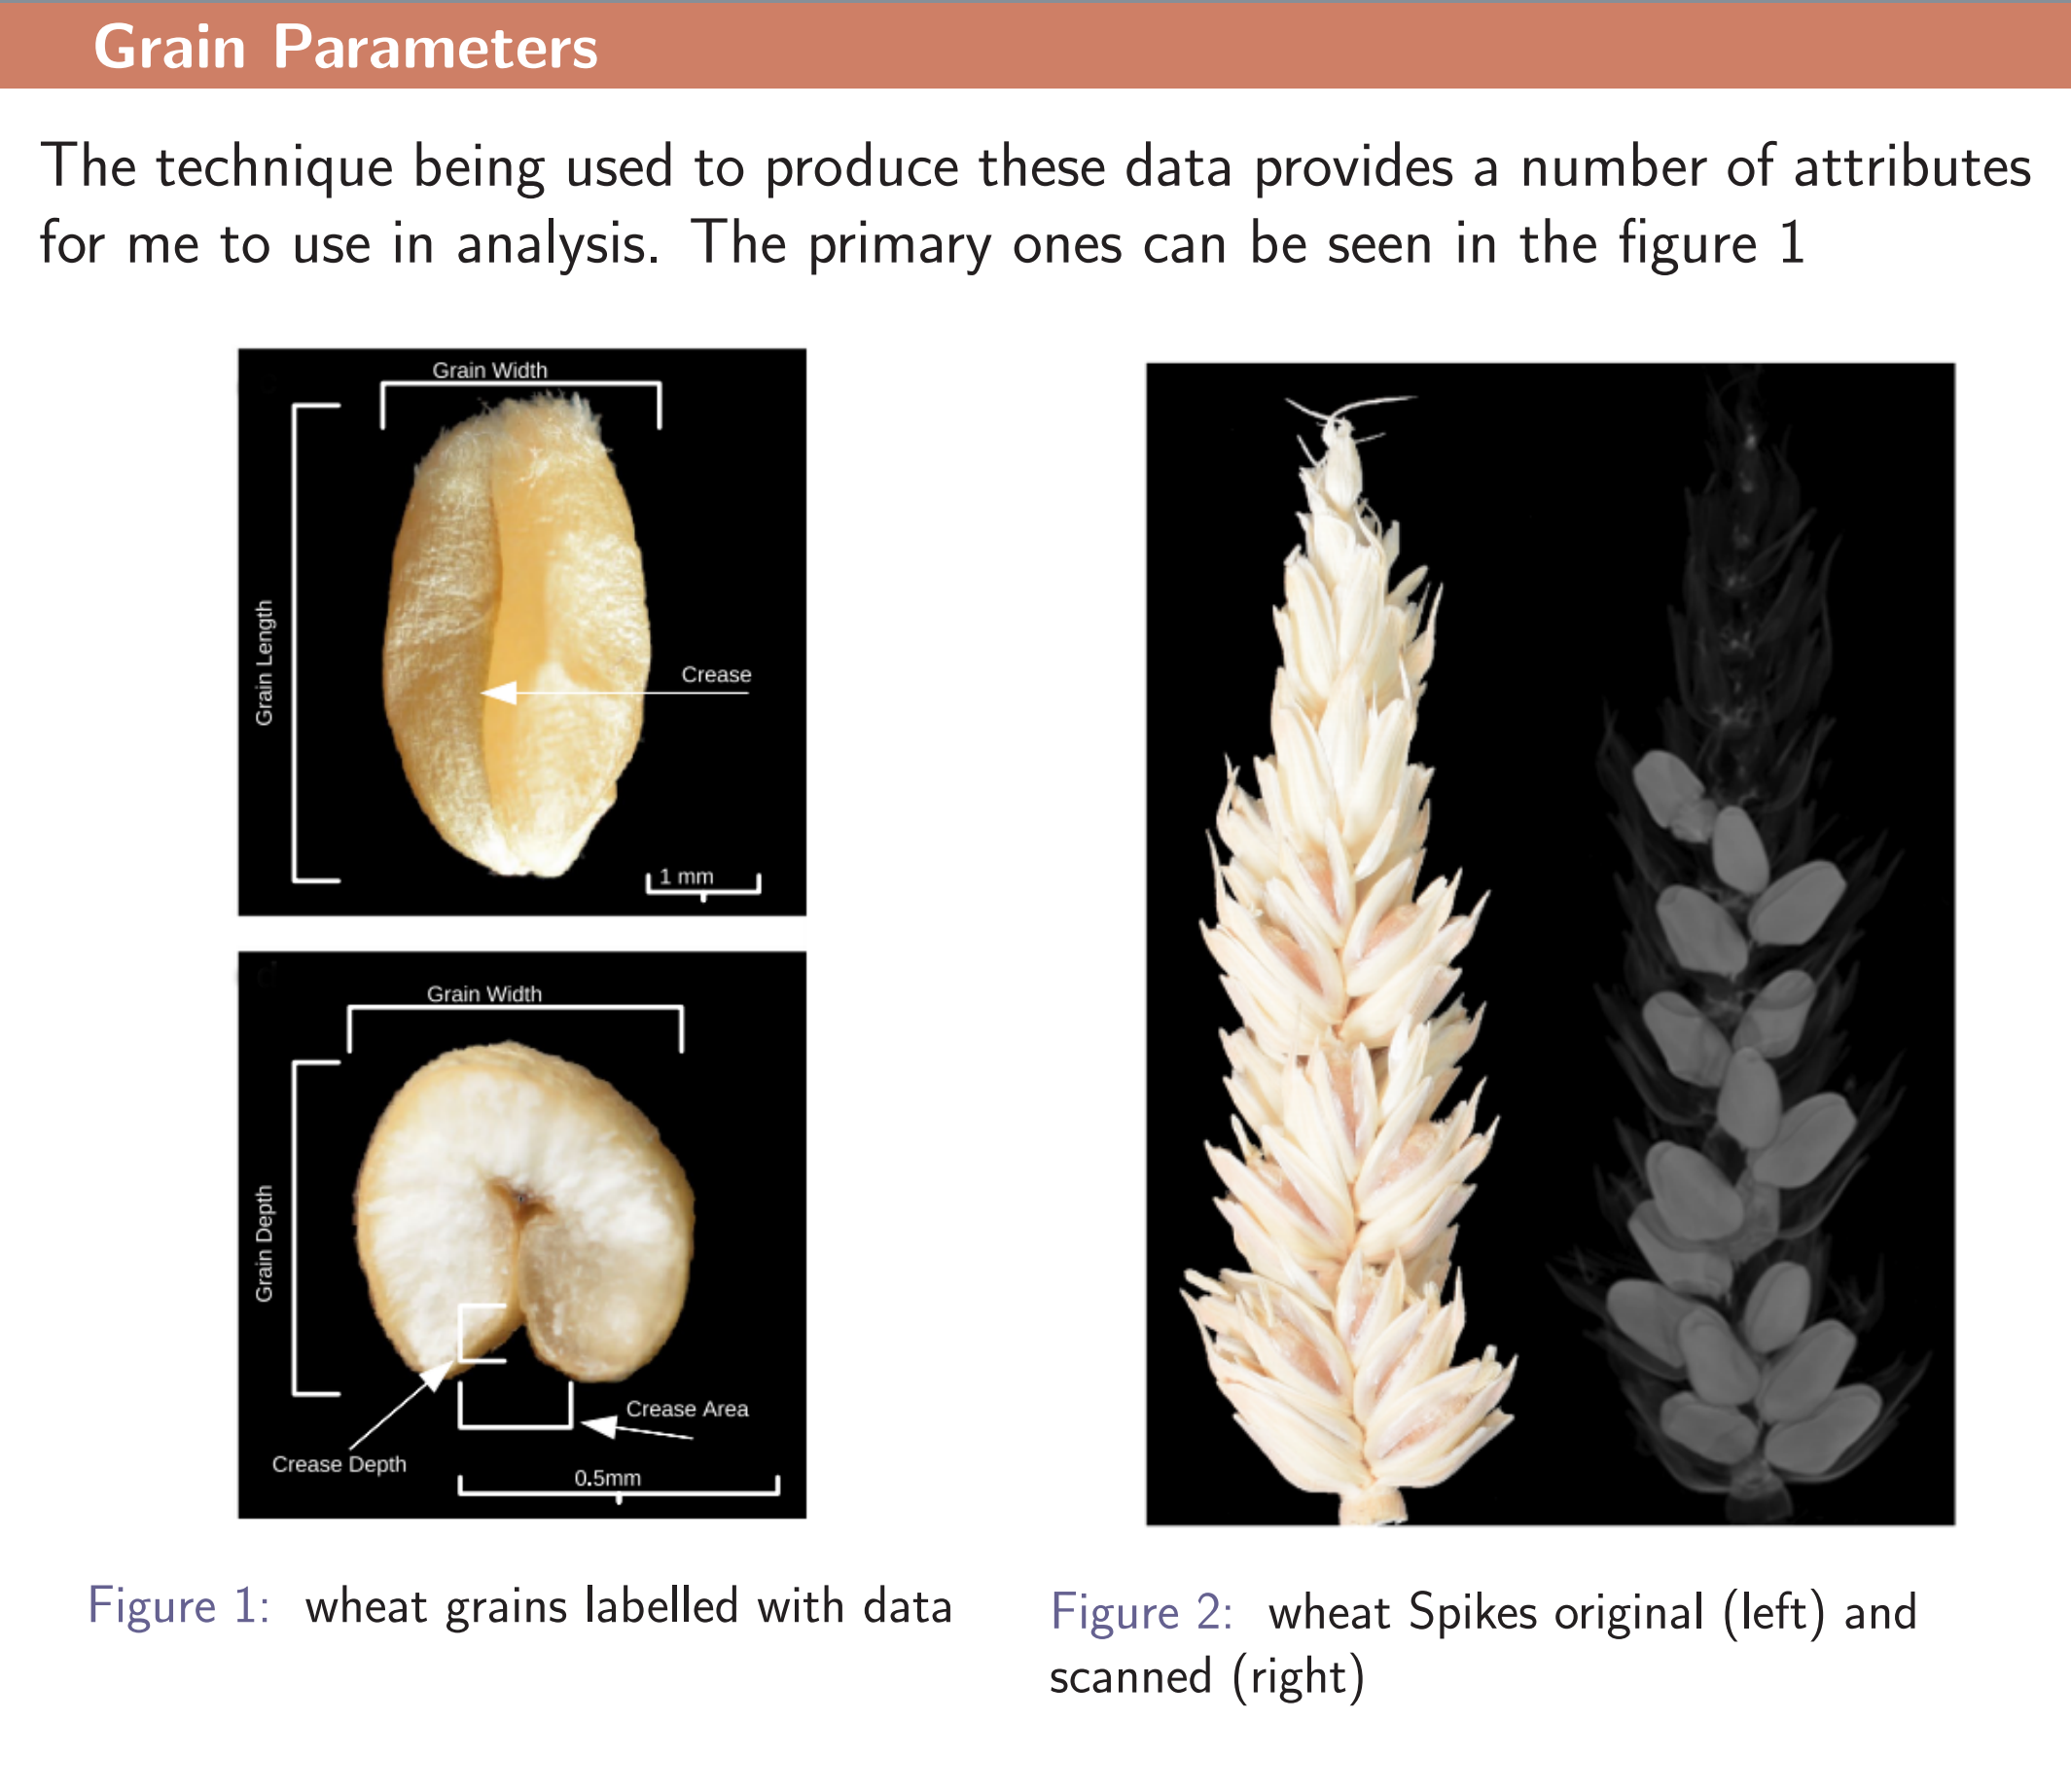 Grain Parameters
The technique being used to produce these data provides a number of attributes
for me to use in analysis. The primary ones can be seen in the figure 1
Grain Width
Grain Length
Crease
1 mm
d
Grain Width
Grain Depth
Crease Area
Crease Depth
0.5mm
Figure 1: wheat grains labelled with data
Figure 2: wheat Spikes original (left) and
scanned (right)